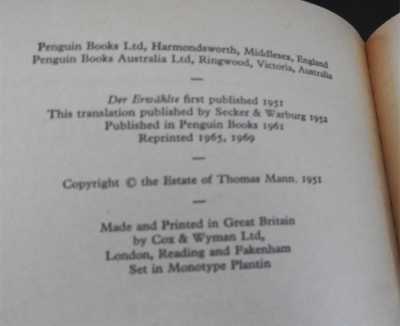 Penguin Books Ltd, Harmondsworth, Middlesex, England
Penguin Books Australia Ltd, Ringwood, Victoria, Australia
—
Der Erwählte first published 1951
This translation published by Secker & Warburg 1952
Published in Penguin Books 1961
Reprinted 1965, 1969
—
Copyright © the Estate of Thomas Mann, 1951
—
Made and Printed in Great Britain
by Cox & Wyman Ltd,
London, Reading and Fakenham
Set in Monotype Plantin